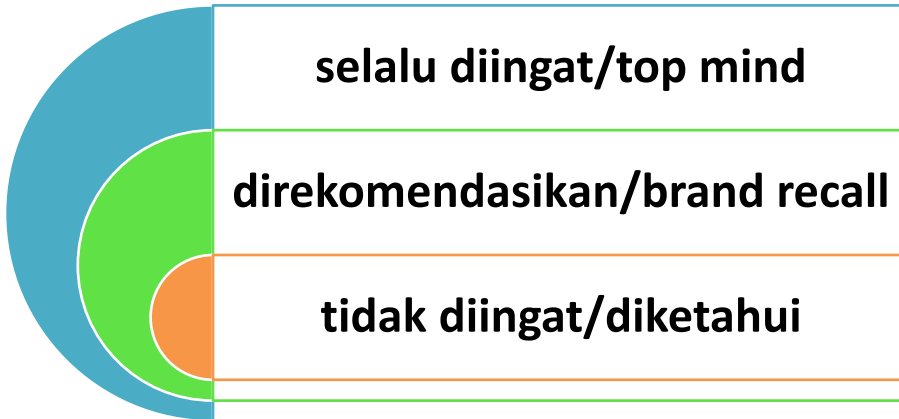 selalu diingat/top mind
direkomendasikan/brand recall
tidak diingat/diketahui